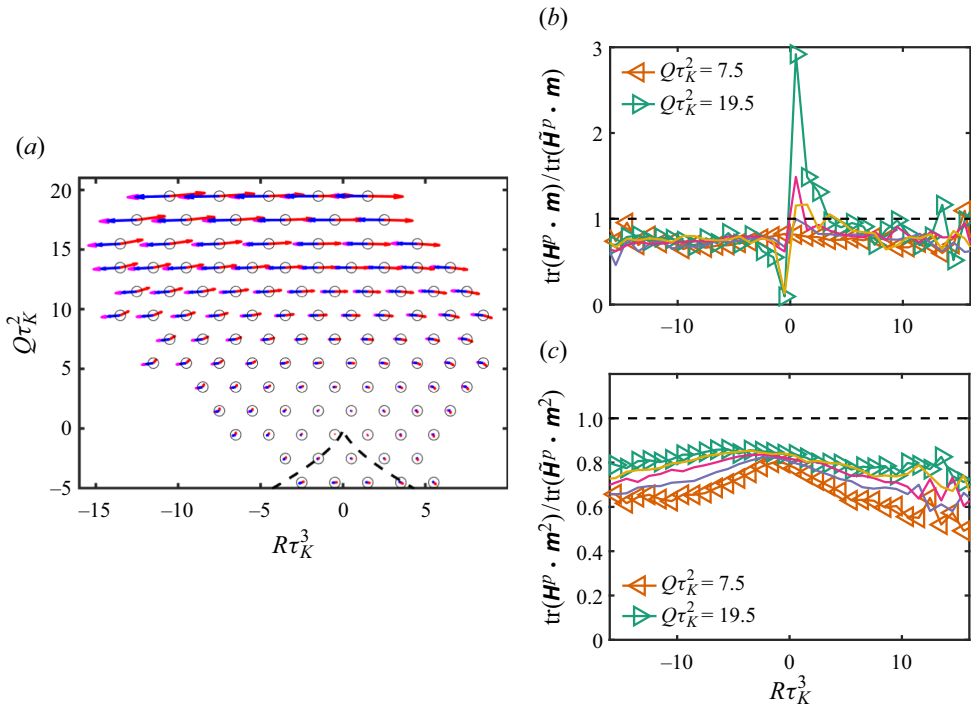 (a)
20
15
10
5
0
−5
Qτ_K^2
−15
−10
−5
0
5
Rτ_K^3
(b)
3
2
1
0
tr(H^p · m)/tr(H̃^p · m)
Qτ_K^2 = 7.5
Qτ_K^2 = 19.5
−10
0
10
(c)
1.0
0.8
0.6
0.4
0.2
0
tr(H^p · m^2)/tr(H̃^p · m^2)
Qτ_K^2 = 7.5
Qτ_K^2 = 19.5
−10
0
10
Rτ_K^3